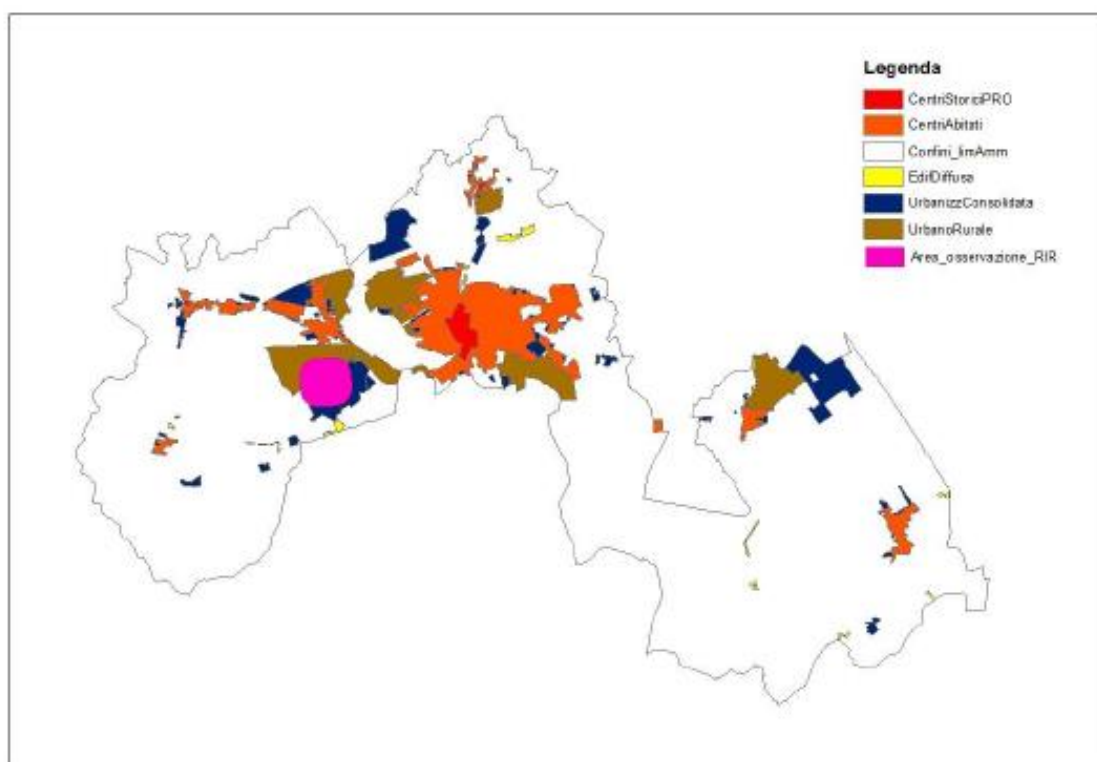 Legenda
CentriStoriciPRO
CentriAbitati
Confini_limAmm
EdifDiffusa
UrbanizzConsolidata
UrbanoRurale
Area_osservazione_RIR